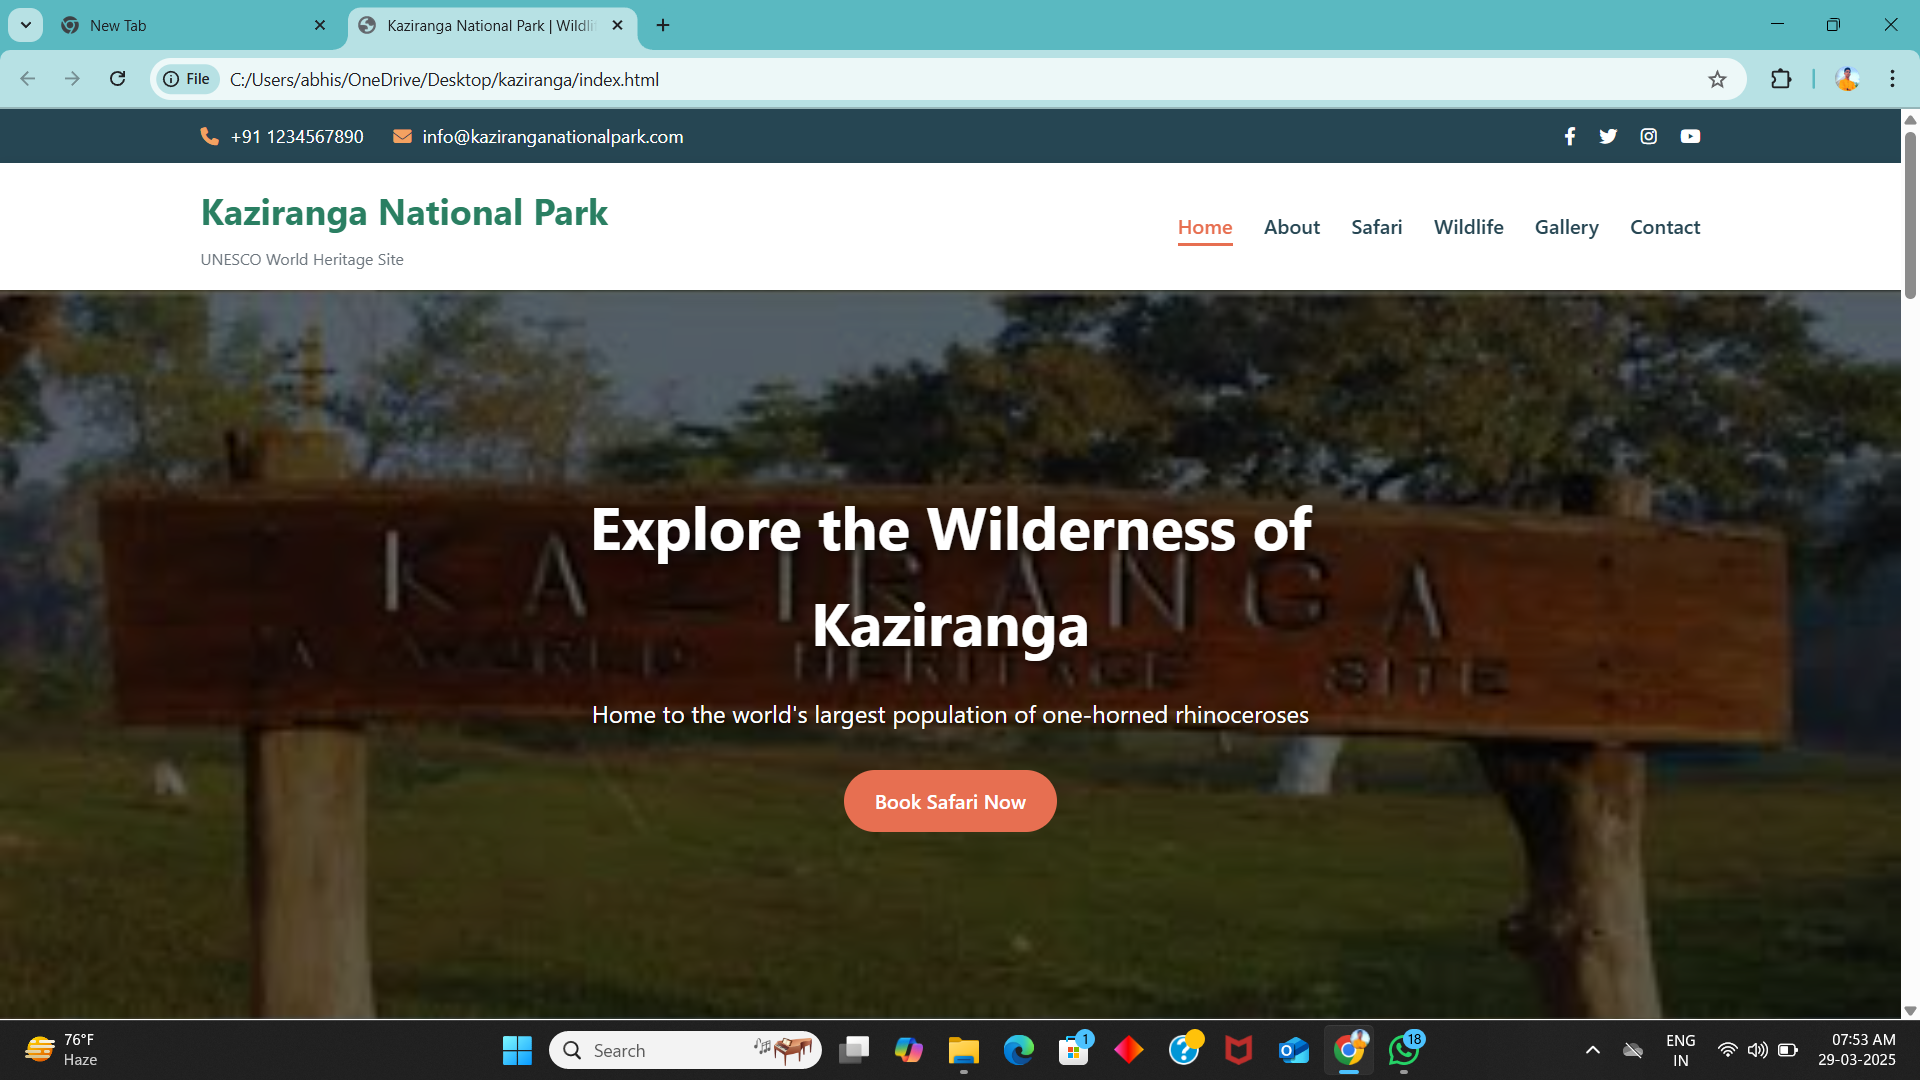 New Tab
Kaziranga National Park | Wildli
File
C:/Users/abhis/OneDrive/Desktop/kaziranga/index.html
+91 1234567890
info@kaziranganationalpark.com
Kaziranga National Park
UNESCO World Heritage Site
Home
About
Safari
Wildlife
Gallery
Contact
KAZIRANGA
A WORLD HERITAGE SITE
Explore the Wilderness of
Kaziranga
Home to the world's largest population of one-horned rhinoceroses
Book Safari Now
76°F
Haze
Search
1
18
ENG
IN
07:53 AM
29-03-2025